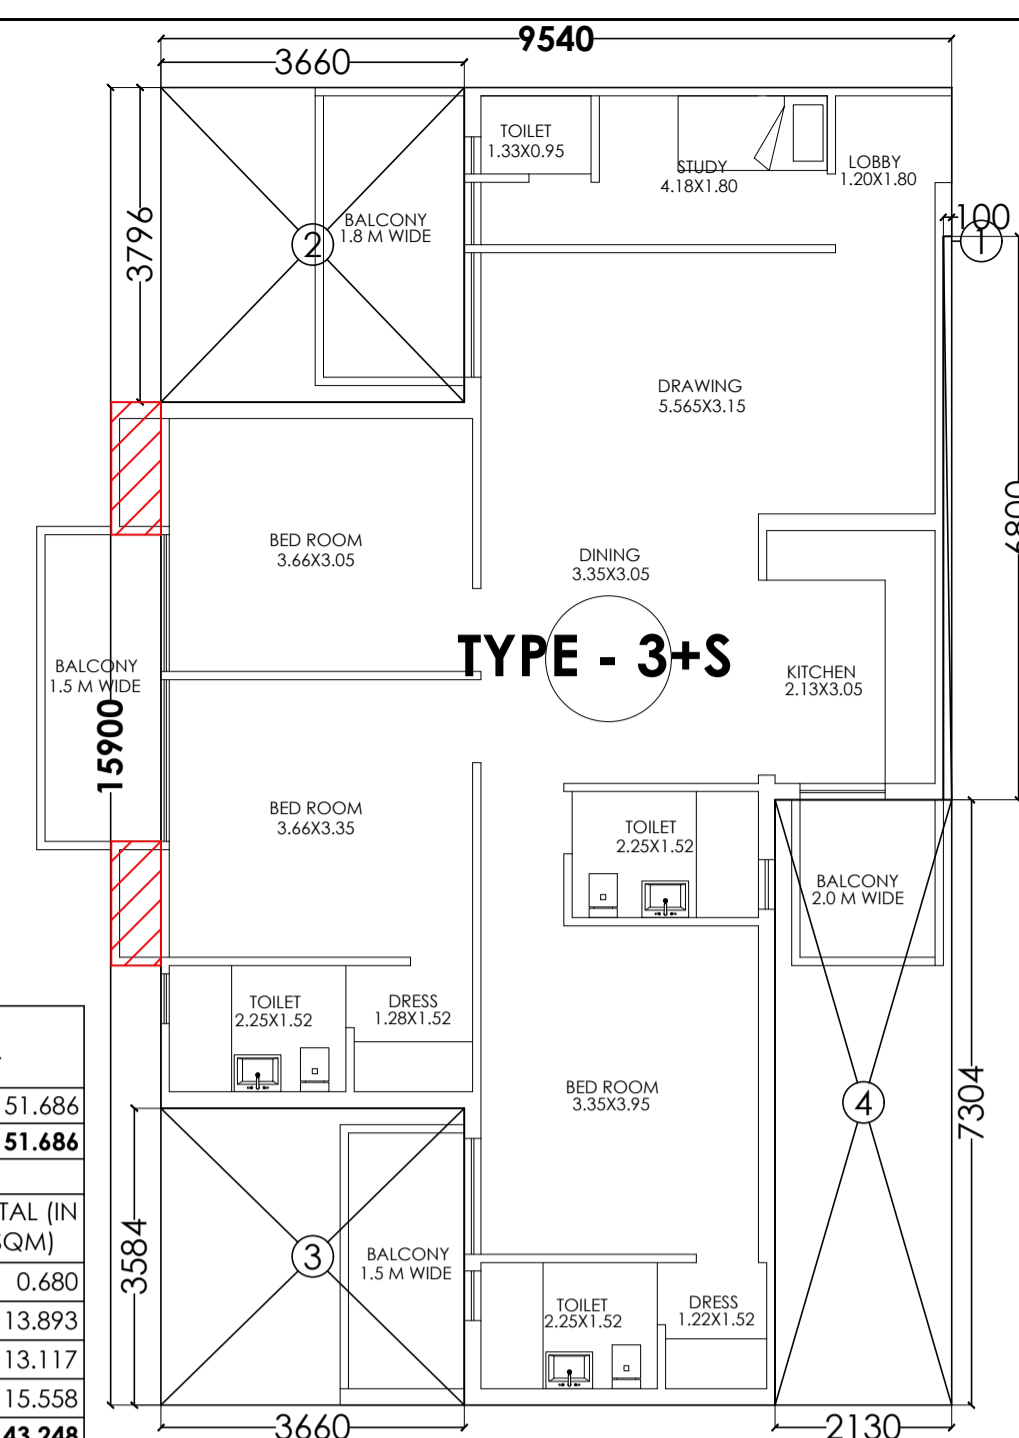 9540
3660
TOILET
1.33X0.95
STUDY
4.18X1.80
LOBBY
1.20X1.80
3796
BALCONY
1.8 M WIDE
2
100
1
DRAWING
5.565X3.15
6800
BED ROOM
3.66X3.05
DINING
3.35X3.05
TYPE - 3+S
BALCONY
1.5 M WIDE
KITCHEN
2.13X3.05
15900
BED ROOM
3.66X3.35
TOILET
2.25X1.52
BALCONY
2.0 M WIDE
TOILET
2.25X1.52
DRESS
1.28X1.52
BED ROOM
3.35X3.95
4
7304
51.686
51.686
TAL (IN
SQM)
0.680
13.893
13.117
15.558
43.248
3584
3
BALCONY
1.5 M WIDE
TOILET
2.25X1.52
DRESS
1.22X1.52
3660
2130